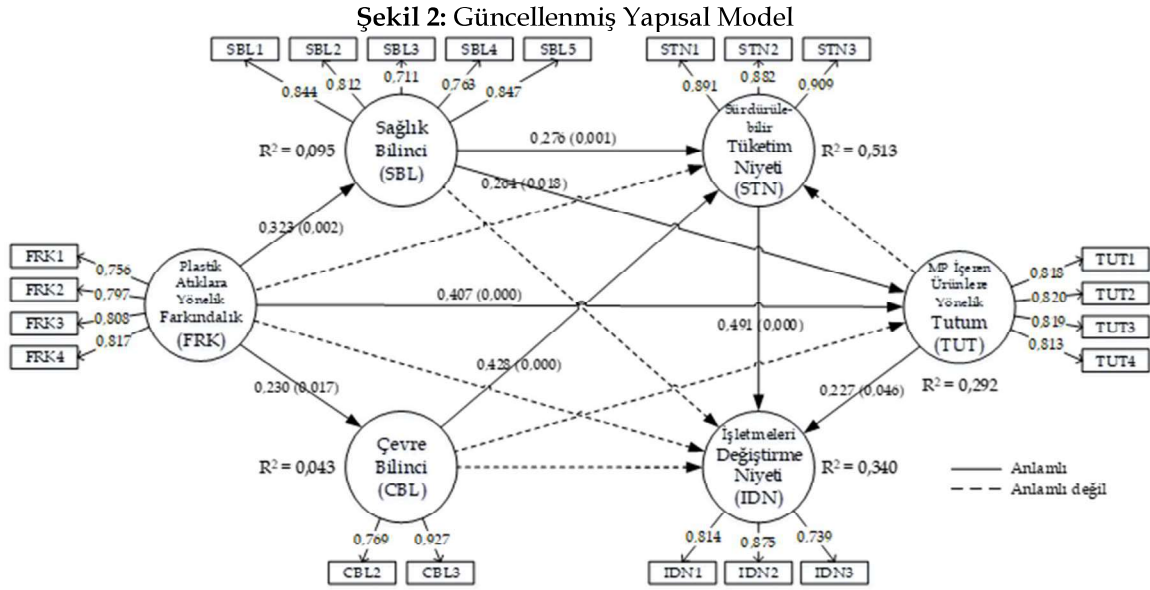 Şekil 2: Güncellenmiş Yapısal Model
SBL1 SBL2 SBL3 SBL4 SBL5
STN1 STN2 STN3
0,844 0,812 0,711 0,763 0,847
0,891 0,882 0,909
Sağlık
Bilinci
(SBL)
R² = 0,095
0,276 (0,001)
Sürdürüle-
bilir
Tüketim
Niyeti
(STN)
R² = 0,513
0,264 (0,018)
0,323 (0,002)
FRK1
FRK2
FRK3
FRK4
0,756
0,797
0,808
0,817
Plastik
Atıklara
Yönelik
Farkındalık
(FRK)
0,407 (0,000)
0,491 (0,000)
MP İçeren
Ürünlere
Yönelik
Tutum
(TUT)
0,818
0,820
0,819
0,813
TUT1
TUT2
TUT3
TUT4
R² = 0,292
0,230 (0,017)
0,428 (0,000)
0,227 (0,046)
Çevre
Bilinci
(CBL)
R² = 0,043
İşletmeleri
Değiştirme
Niyeti
(IDN)
R² = 0,340
Anlamlı
Anlamlı değil
0,769 0,927
0,814 0,875 0,739
CBL2 CBL3
IDN1 IDN2 IDN3